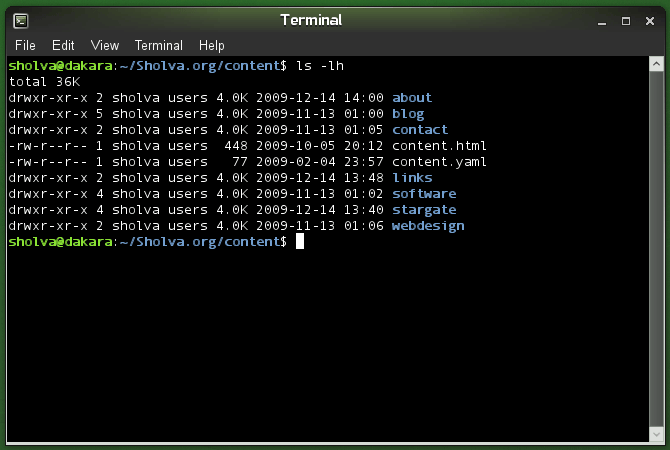 Terminal
File Edit View Terminal Help
sholva@dakara:~/Sholva.org/content$ ls -lh
total 36K
drwxr-xr-x 2 sholva users 4.0K 2009-12-14 14:00 about
drwxr-xr-x 5 sholva users 4.0K 2009-11-13 01:00 blog
drwxr-xr-x 2 sholva users 4.0K 2009-11-13 01:05 contact
-rw-r--r-- 1 sholva users  448 2009-10-05 20:12 content.html
-rw-r--r-- 1 sholva users   77 2009-02-04 23:57 content.yaml
drwxr-xr-x 2 sholva users 4.0K 2009-12-14 13:48 links
drwxr-xr-x 4 sholva users 4.0K 2009-11-13 01:02 software
drwxr-xr-x 4 sholva users 4.0K 2009-12-14 13:40 stargate
drwxr-xr-x 2 sholva users 4.0K 2009-11-13 01:06 webdesign
sholva@dakara:~/Sholva.org/content$